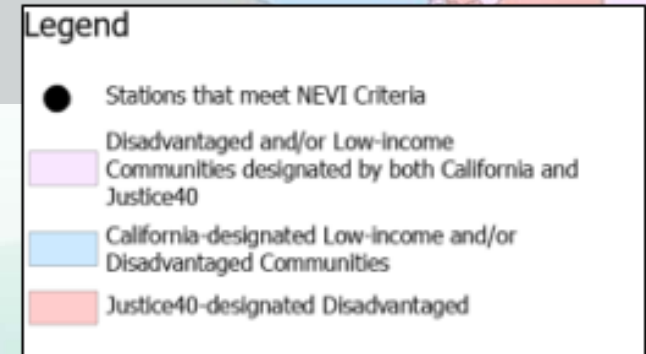 Legend
Stations that meet NEVI Criteria
Disadvantaged and/or Low-income
Communities designated by both California and
Justice40
California-designated Low-income and/or
Disadvantaged Communities
Justice40-designated Disadvantaged